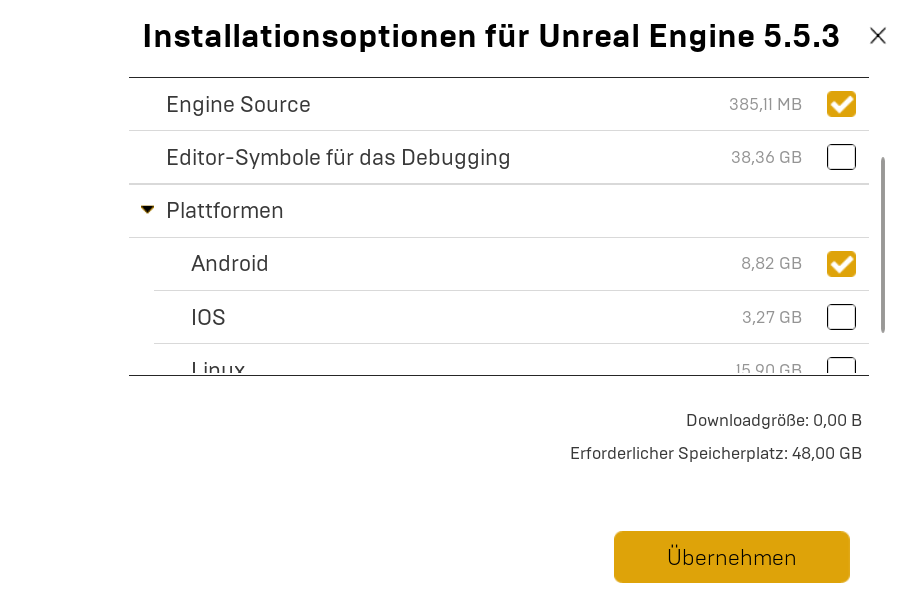 Installationsoptionen für Unreal Engine 5.5.3
Engine Source 385,11 MB
Editor-Symbole für das Debugging 38,36 GB
Plattformen
Android 8,82 GB
IOS 3,27 GB
Linux 15,90 GB
Downloadgröße: 0,00 B
Erforderlicher Speicherplatz: 48,00 GB
Übernehmen